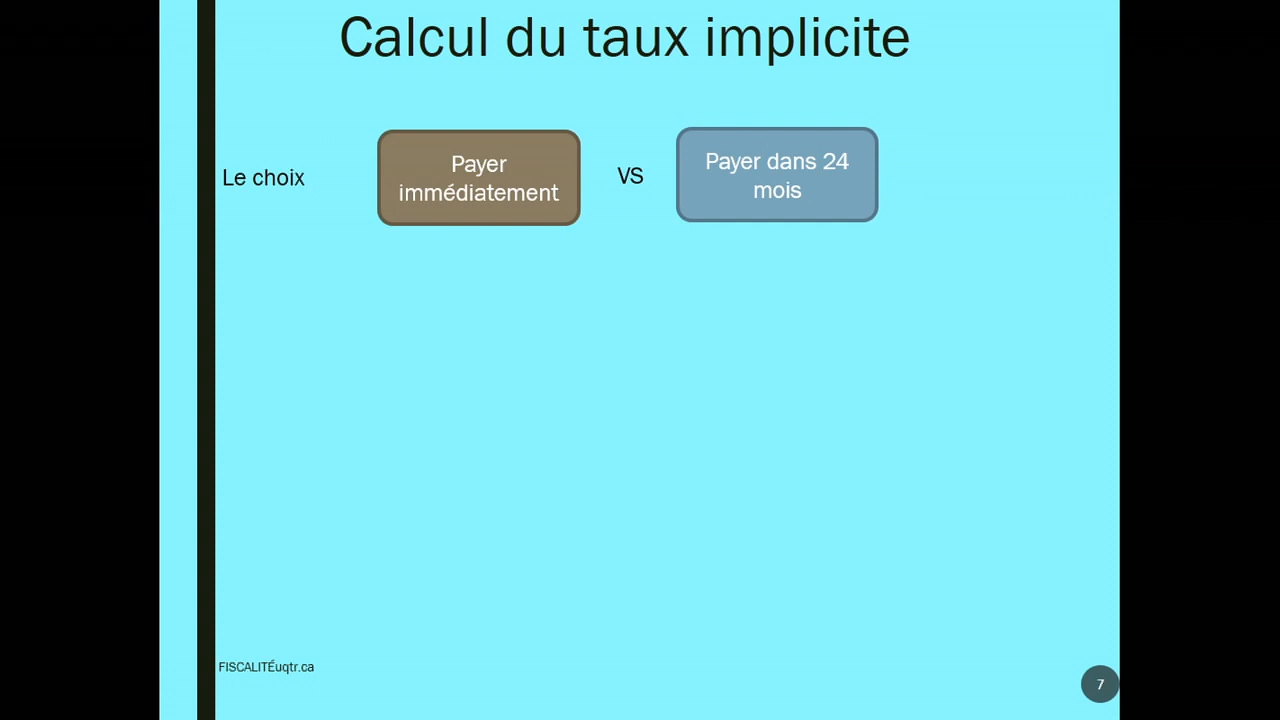 Calcul du taux implicite
Le choix
Payer
immédiatement
VS
Payer dans 24
mois
FISCALITÉuqtr.ca
7